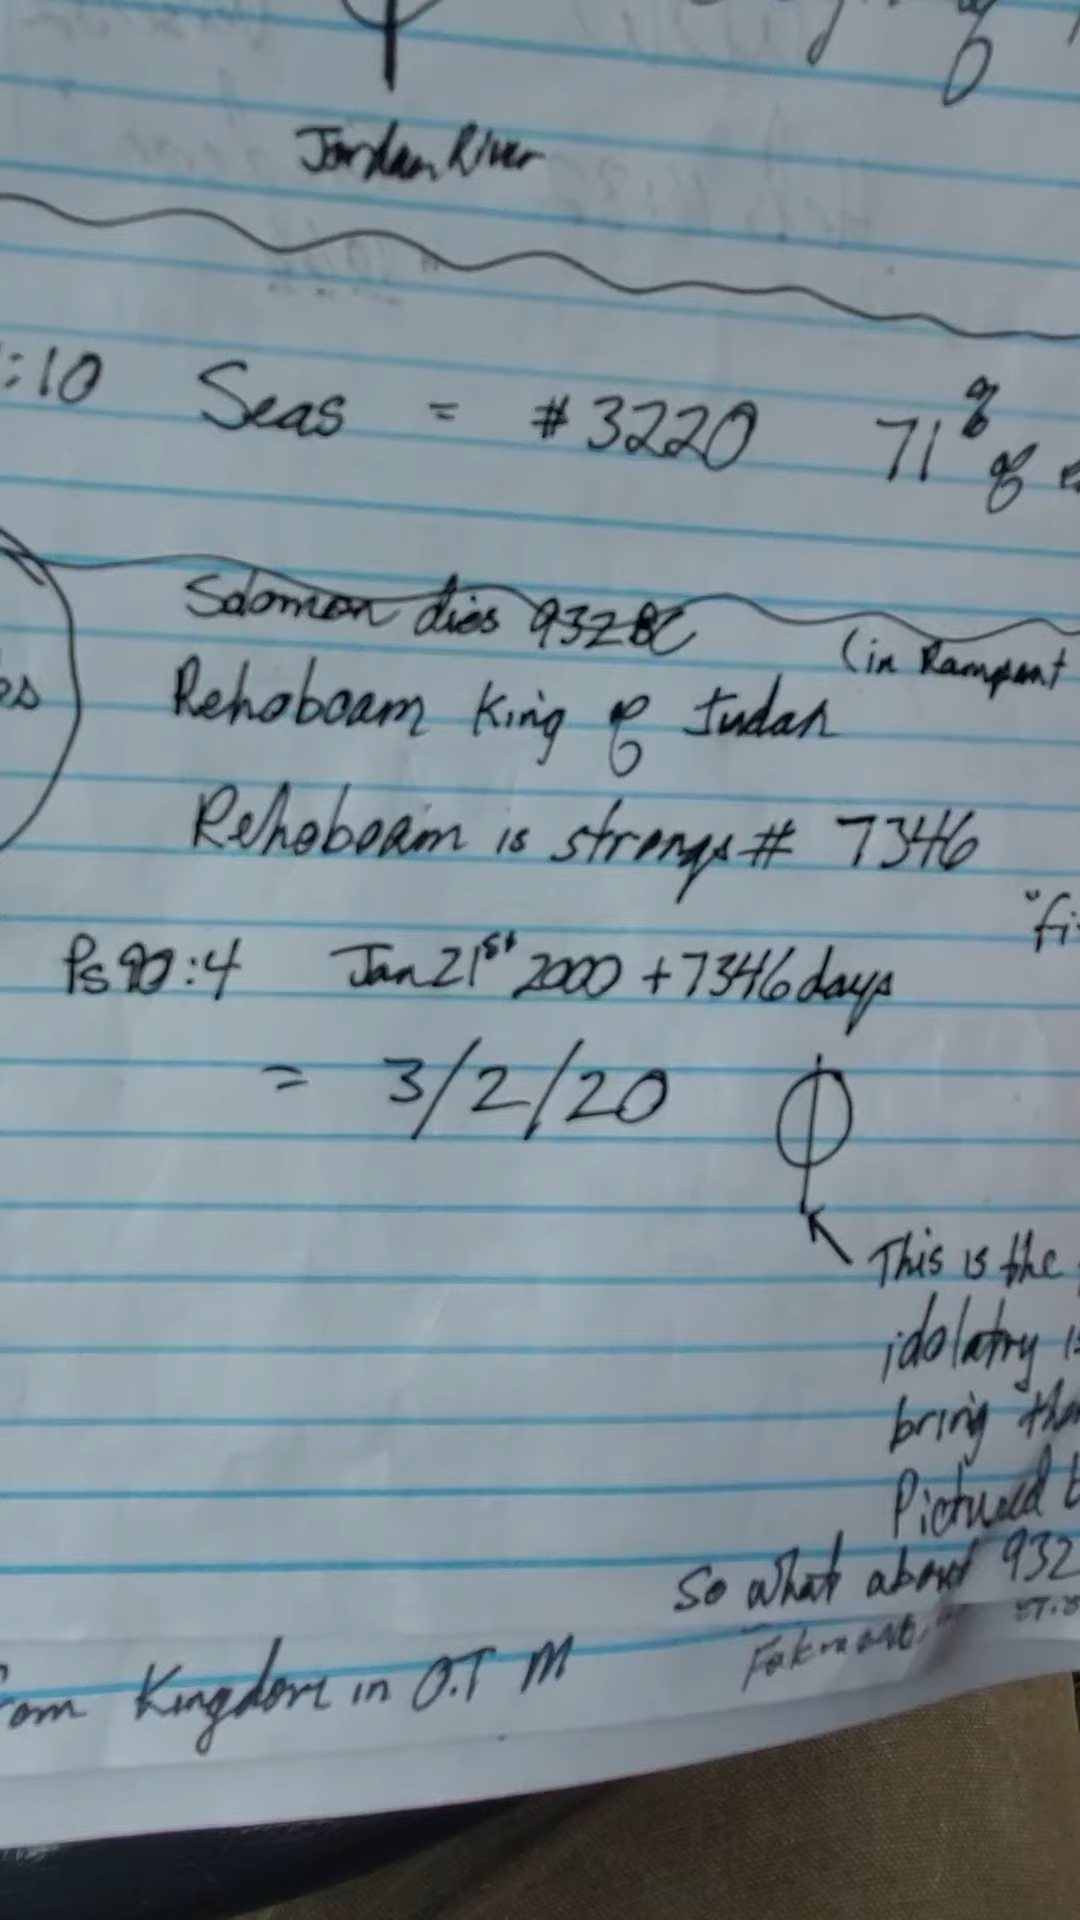 Jordan River
:10 Seas = #3220 71% of
Solomon dies 932BC (in Rampant
Rehoboam King of Judah
Rehoboam is strongs # 7346
Ps 90:4 Jan 21st 2000 + 7346 days
= 3/2/20
This is the
idolatry is
bring
Pictured
So what about 932
Kingdom in O.T M